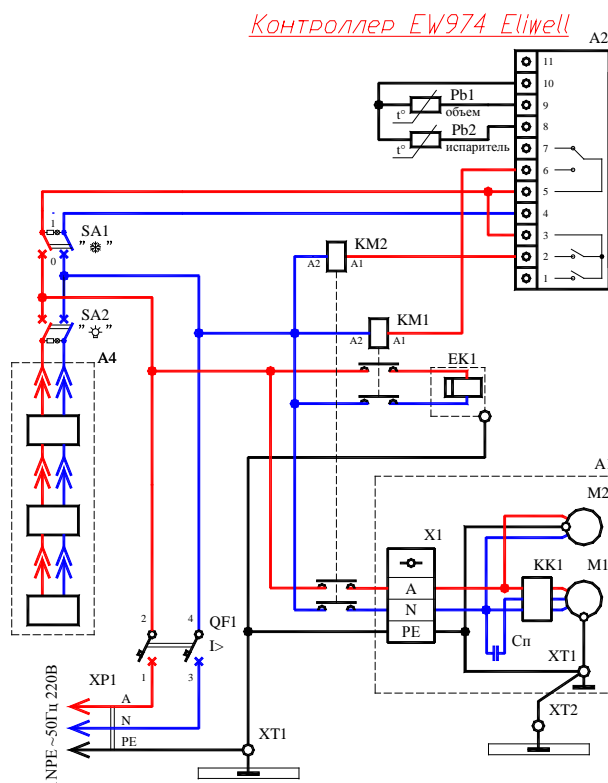 Контроллер EW974 Eliwell
A2
11
10
Pb1
9
t°
объем
Pb2
8
t°
испаритель
7
6
5
1
4
SA1
" "
3
KM2
0
A2
A1
2
1
SA2
" "
KM1
A2
A1
A4
EK1
M2
X1
KK1
M1
A
N
2
4
QF1
PE
Сп
I>
XT1
XP1
1
3
A
XT2
N
XT1
PE
NPE ~50Гц 220В